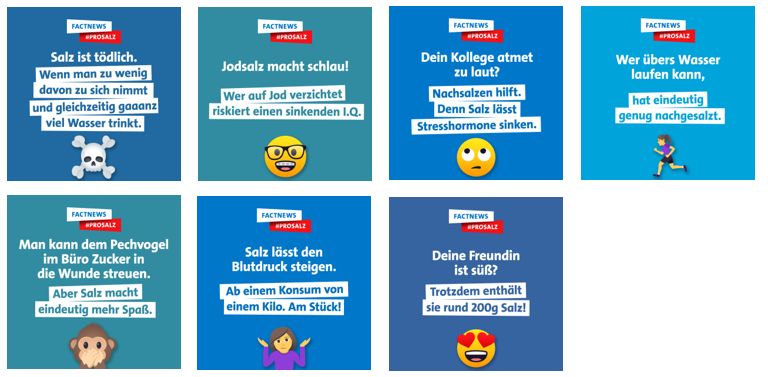 FACTNEWS
#PROSALZ
Salz ist tödlich.
Wenn man zu wenig
davon zu sich nimmt
und gleichzeitig gaaanz
viel Wasser trinkt.
FACTNEWS
#PROSALZ
Jodsalz macht schlau!
Wer auf Jod verzichtet
riskiert einen sinkenden I.Q.
FACTNEWS
#PROSALZ
Dein Kollege atmet
zu laut?
Nachsalzen hilft.
Denn Salz lässt
Stresshormone sinken.
FACTNEWS
#PROSALZ
Wer übers Wasser
laufen kann,
hat eindeutig
genug nachgesalzt.
FACTNEWS
#PROSALZ
Man kann dem Pechvogel
im Büro Zucker in
die Wunde streuen.
Aber Salz macht
eindeutig mehr Spaß.
FACTNEWS
#PROSALZ
Salz lässt den
Blutdruck steigen.
Ab einem Konsum von
einem Kilo. Am Stück!
FACTNEWS
#PROSALZ
Deine Freundin
ist süß?
Trotzdem enthält
sie rund 200g Salz!